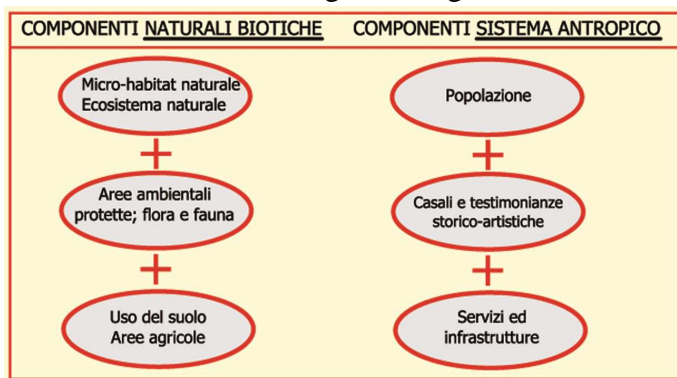 COMPONENTI NATURALI BIOTICHE
COMPONENTI SISTEMA ANTROPICO
Micro-habitat naturale
Ecosistema naturale
+
Aree ambientali
protette; flora e fauna
+
Uso del suolo
Aree agricole
Popolazione
+
Casali e testimonianze
storico-artistiche
+
Servizi ed
infrastrutture